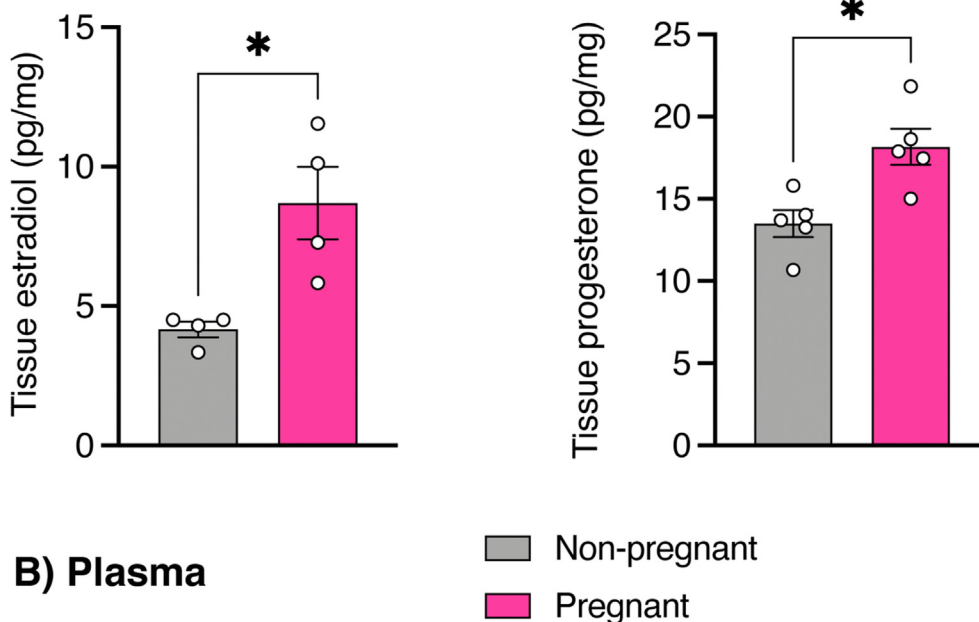 Tissue estradiol (pg/mg)
15
10
5
0
*
Tissue progesterone (pg/mg)
25
20
15
10
5
0
*
B) Plasma
Non-pregnant
Pregnant